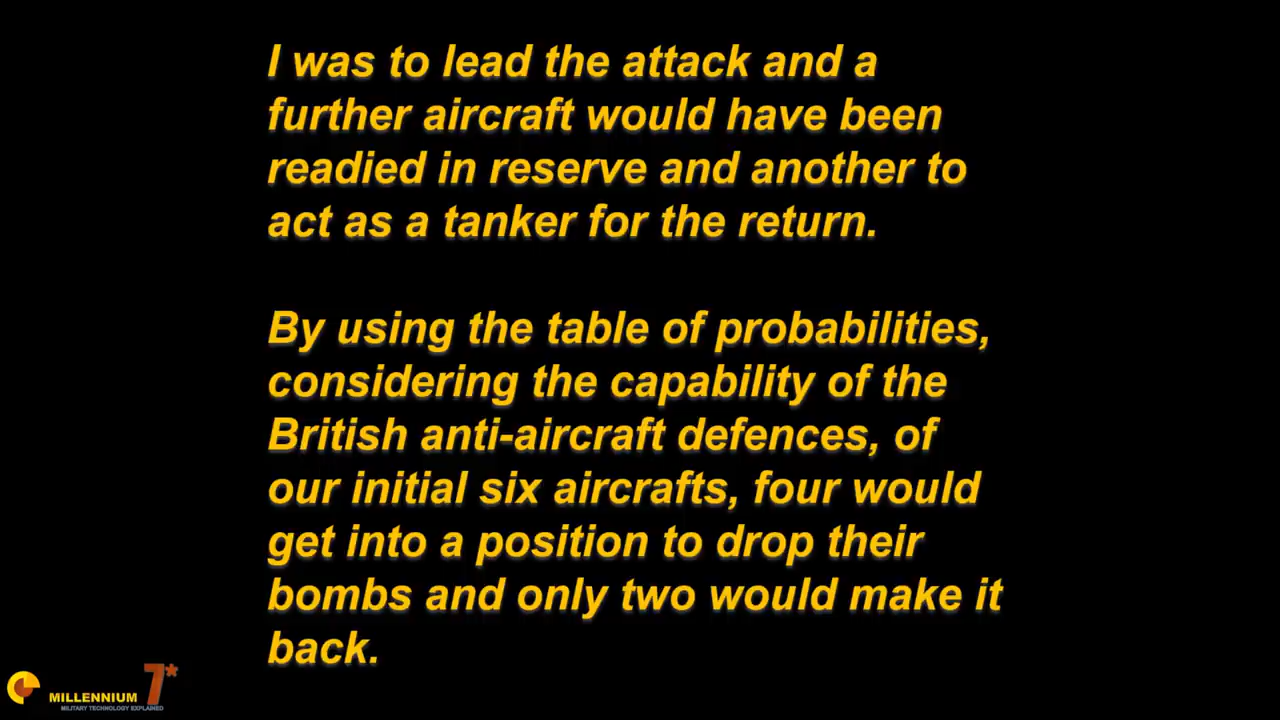 I was to lead the attack and a
further aircraft would have been
readied in reserve and another to
act as a tanker for the return.
By using the table of probabilities,
considering the capability of the
British anti-aircraft defences, of
our initial six aircrafts, four would
get into a position to drop their
bombs and only two would make it
back.
MILLENNIUM 7*
MILITARY TECHNOLOGY EXPLAINED